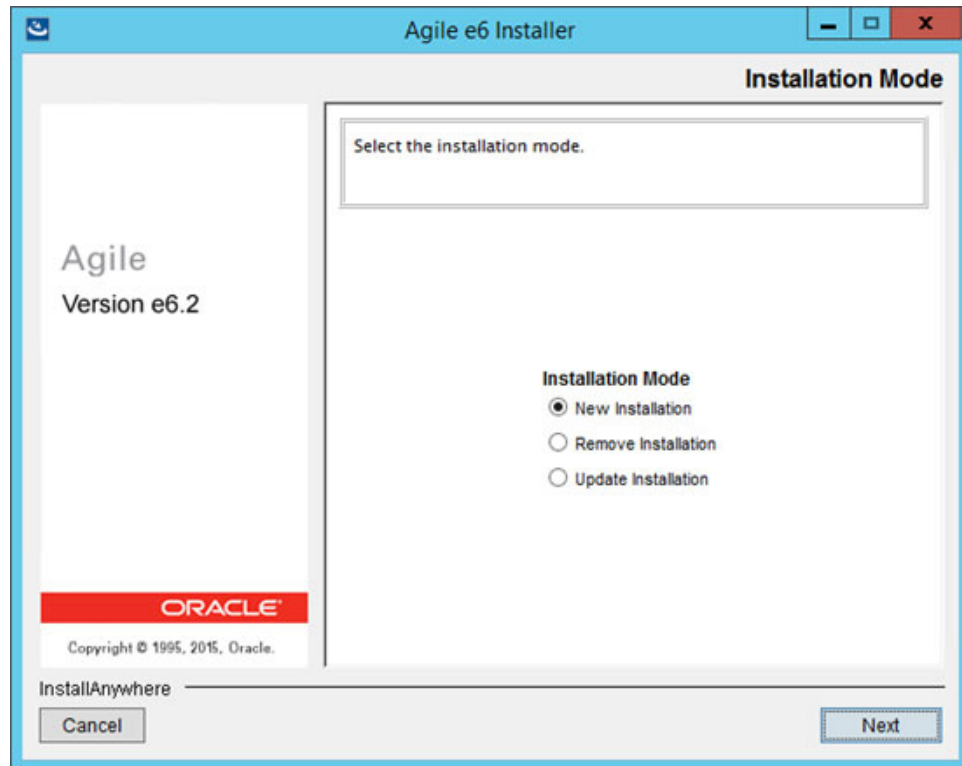 Agile e6 Installer
Installation Mode
Select the installation mode.
Agile
Version e6.2
Installation Mode
New Installation
Remove Installation
Update Installation
ORACLE
Copyright © 1995, 2015, Oracle.
InstallAnywhere
Cancel
Next